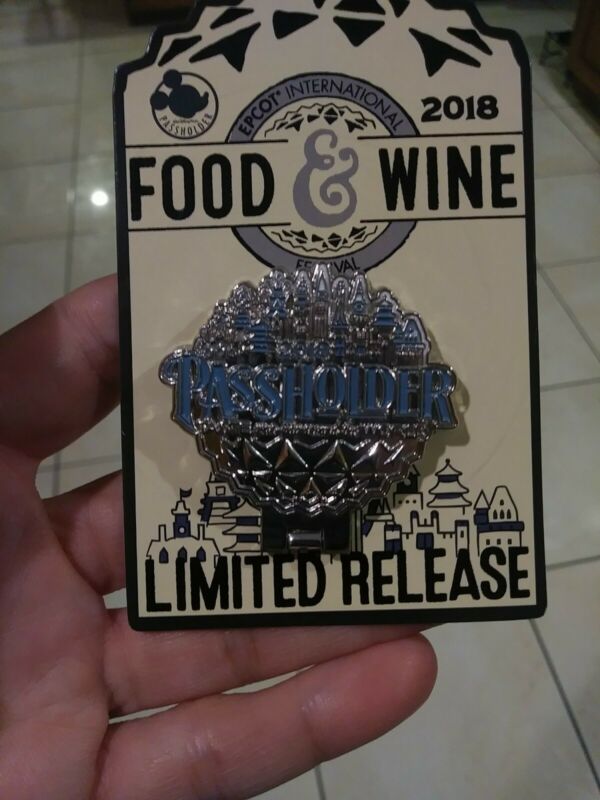 PASSHOLDER
EPCOT® INTERNATIONAL
2018
FOOD & WINE
FESTIVAL
PASSHOLDER
LIMITED RELEASE